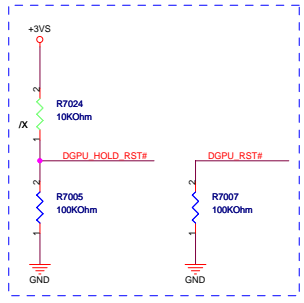 +3VS
2
R7024
10KOhm
/X
1
DGPU_HOLD_RST#
DGPU_RST#
2
R7005
100KOhm
1
2
R7007
100KOhm
1
GND
GND